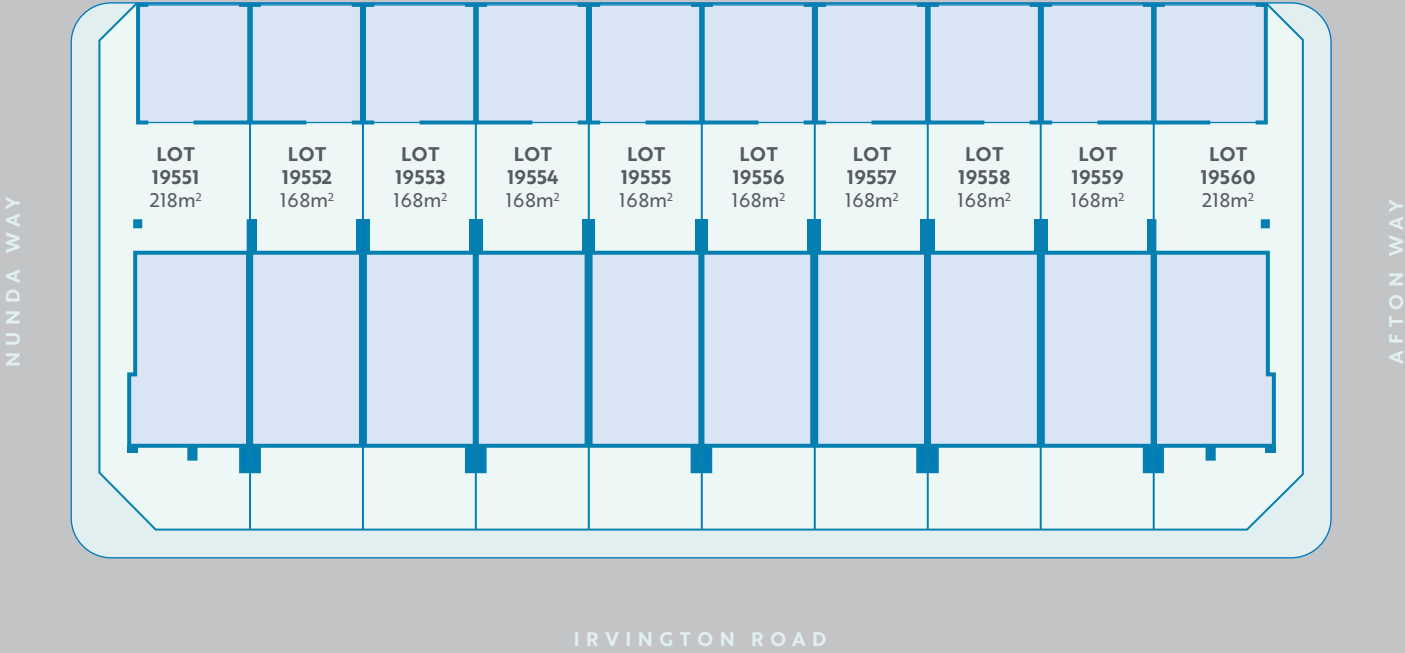 LOT
19551
218m²
LOT
19552
168m²
LOT
19553
168m²
LOT
19554
168m²
LOT
19555
168m²
LOT
19556
168m²
LOT
19557
168m²
LOT
19558
168m²
LOT
19559
168m²
LOT
19560
218m²
NUNDA WAY
AFTON WAY
IRVINGTON ROAD